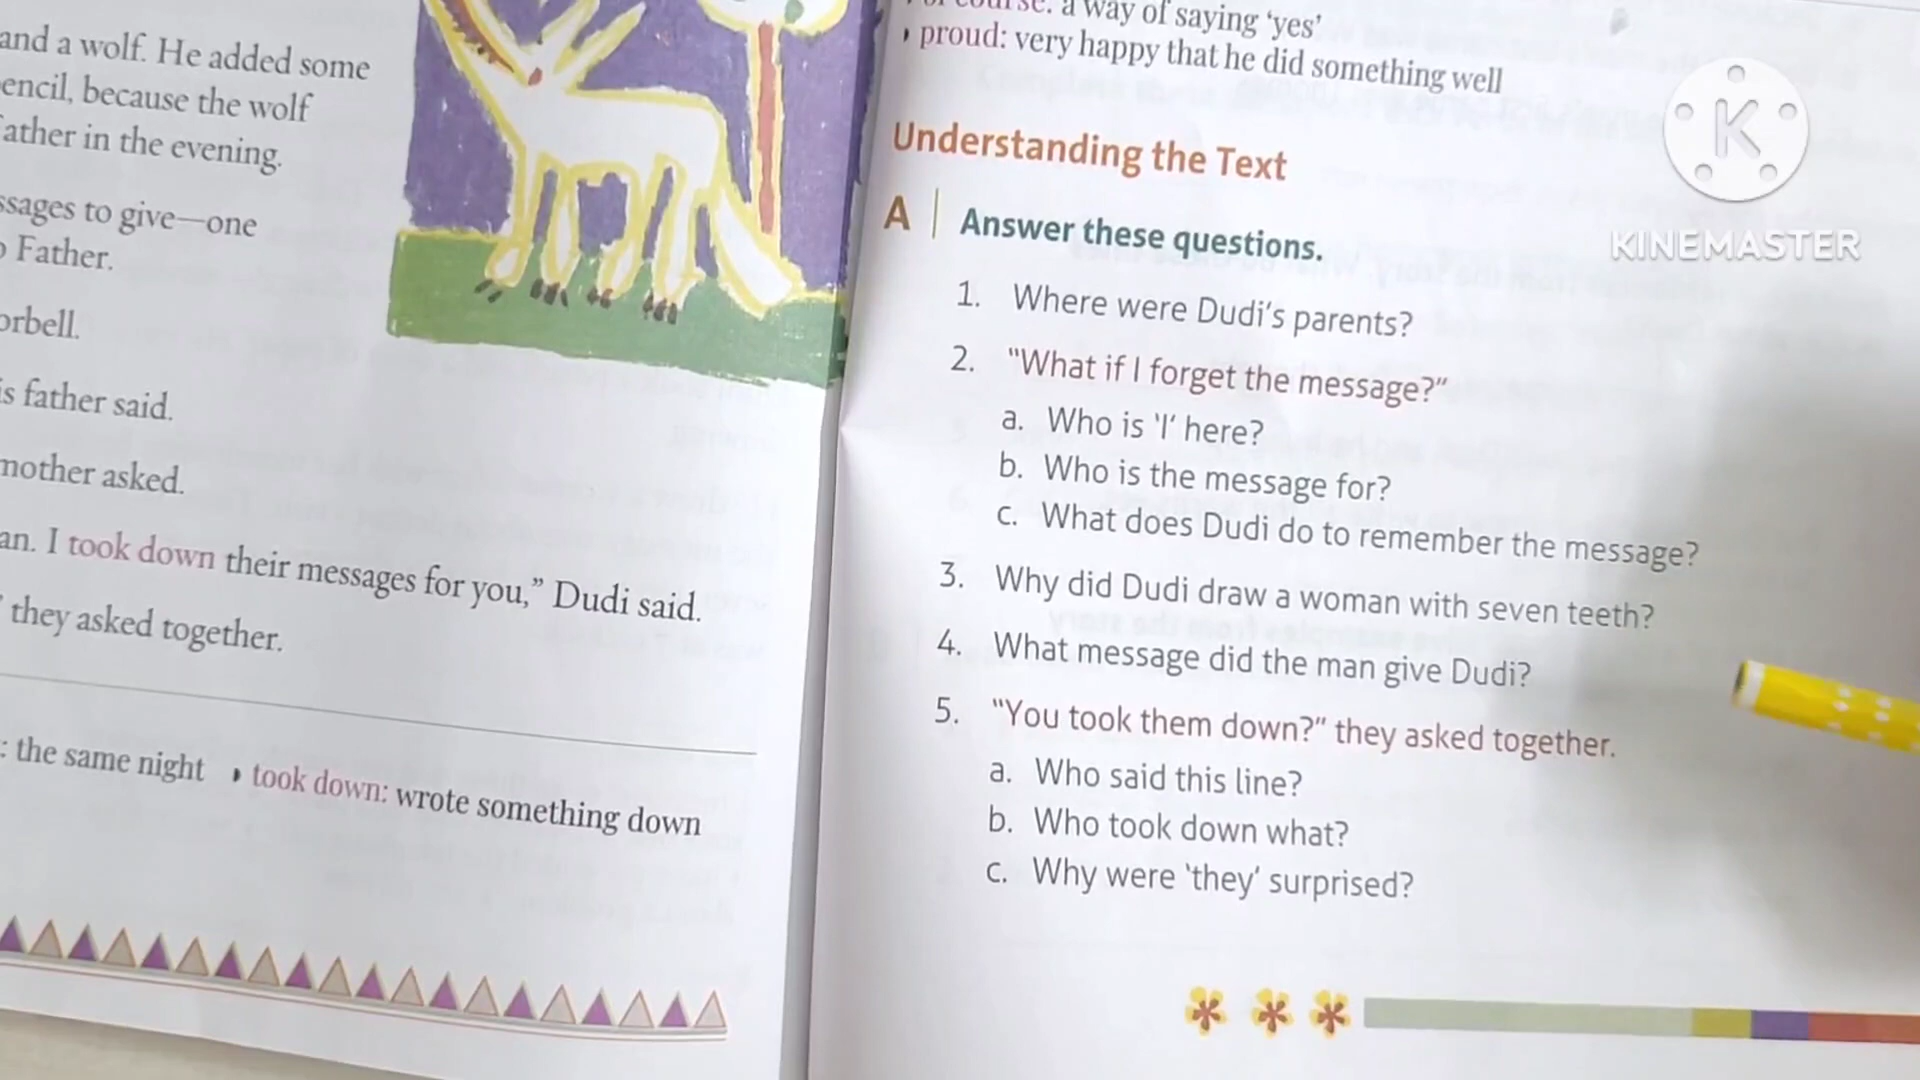 and a wolf. He added some
encil, because the wolf
ather in the evening.
ssages to give—one
Father.
orbell.
is father said.
mother asked.
an. I took down their messages for you,” Dudi said.
they asked together.
: the same night › took down: wrote something down
of course: a way of saying ‘yes’
› proud: very happy that he did something well
Understanding the Text
A | Answer these questions.
1. Where were Dudi’s parents?
2. “What if I forget the message?”
a. Who is ‘I’ here?
b. Who is the message for?
c. What does Dudi do to remember the message?
3. Why did Dudi draw a woman with seven teeth?
4. What message did the man give Dudi?
5. “You took them down?” they asked together.
a. Who said this line?
b. Who took down what?
c. Why were ‘they’ surprised?
K
KINEMASTER